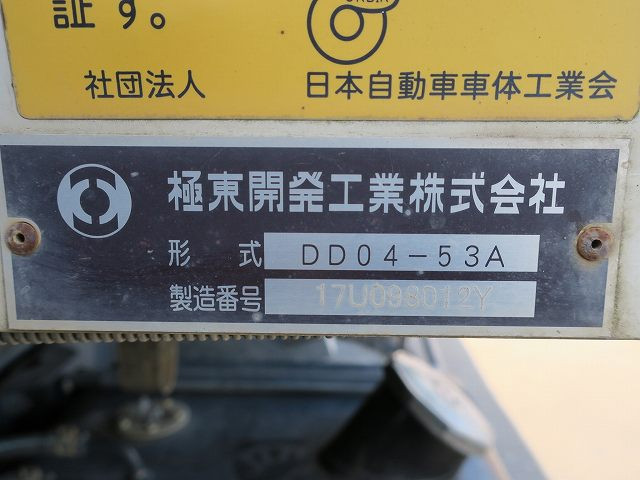 証す。
社団法人 日本自動車車体工業会
極東開発工業株式会社
形式 DD04-53A
製造番号